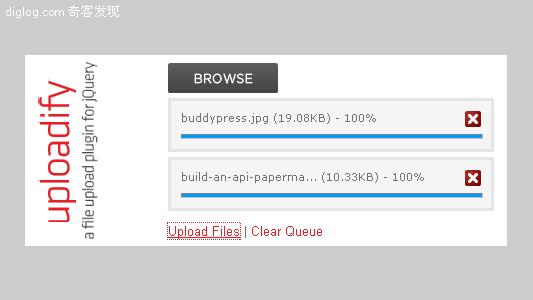 diglog.com 奇客发现
uploadify
a file upload plugin for jQuery
BROWSE
buddypress.jpg (19.08KB) - 100%
build-an-api-paperma... (10.33KB) - 100%
Upload Files | Clear Queue